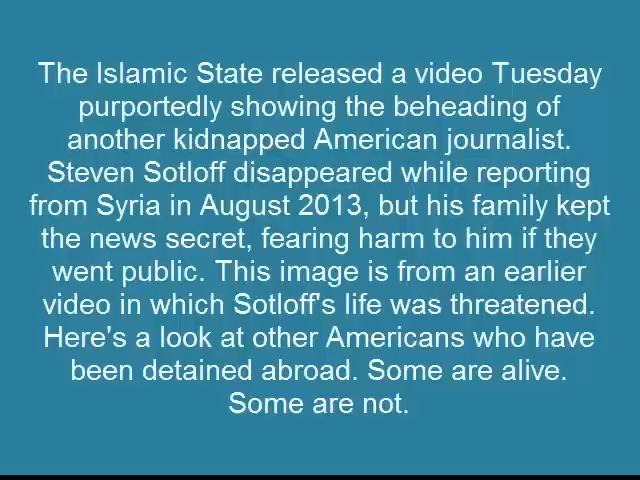 The Islamic State released a video Tuesday
purportedly showing the beheading of
another kidnapped American journalist.
Steven Sotloff disappeared while reporting
from Syria in August 2013, but his family kept
the news secret, fearing harm to him if they
went public. This image is from an earlier
video in which Sotloff's life was threatened.
Here's a look at other Americans who have
been detained abroad. Some are alive.
Some are not.